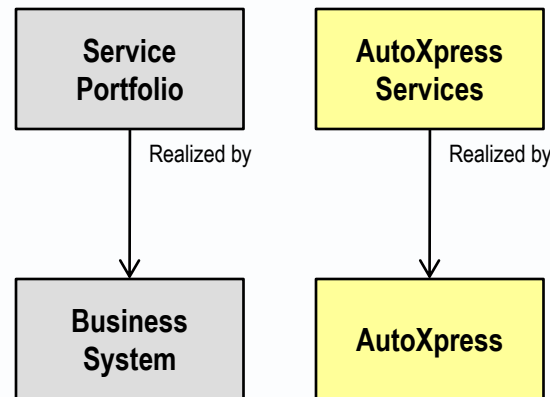 Service
Portfolio
AutoXpress
Services
Realized by
Realized by
Business
System
AutoXpress